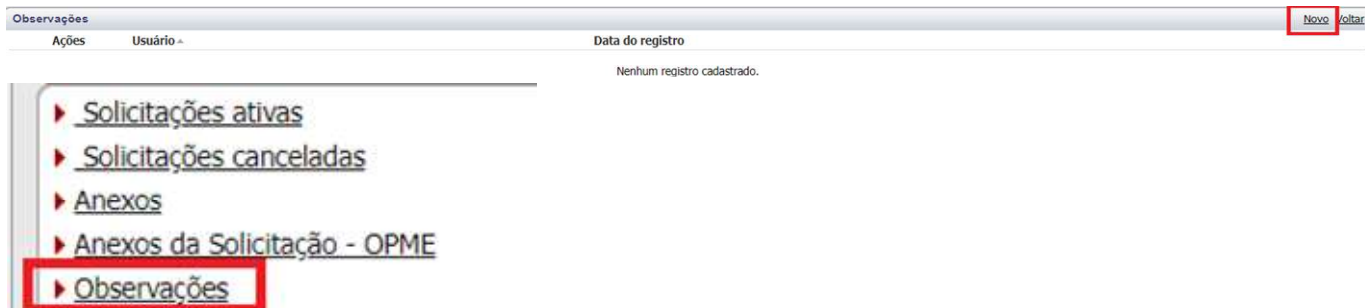 Observações Novo Voltar
Ações Usuário Data do registro
Nenhum registro cadastrado.
Solicitações ativas
Solicitações canceladas
Anexos
Anexos da Solicitação - OPME
Observações